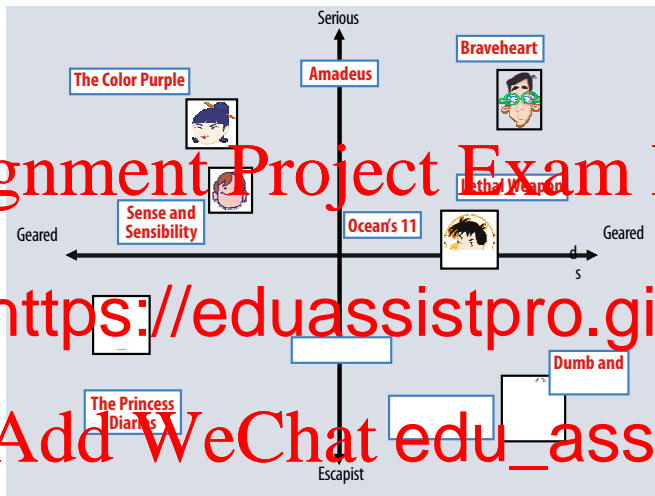 Serious
Braveheart
Amadeus
The Color Purple
gnment Project Exam
Lethal Weapon
Sense and
Sensibility
Ocean's 11
Geared
Geared
d
s
https://eduassistpro.gi
Dumb and
The Princess
Diaries
Add WeChat edu_ass
Escapist